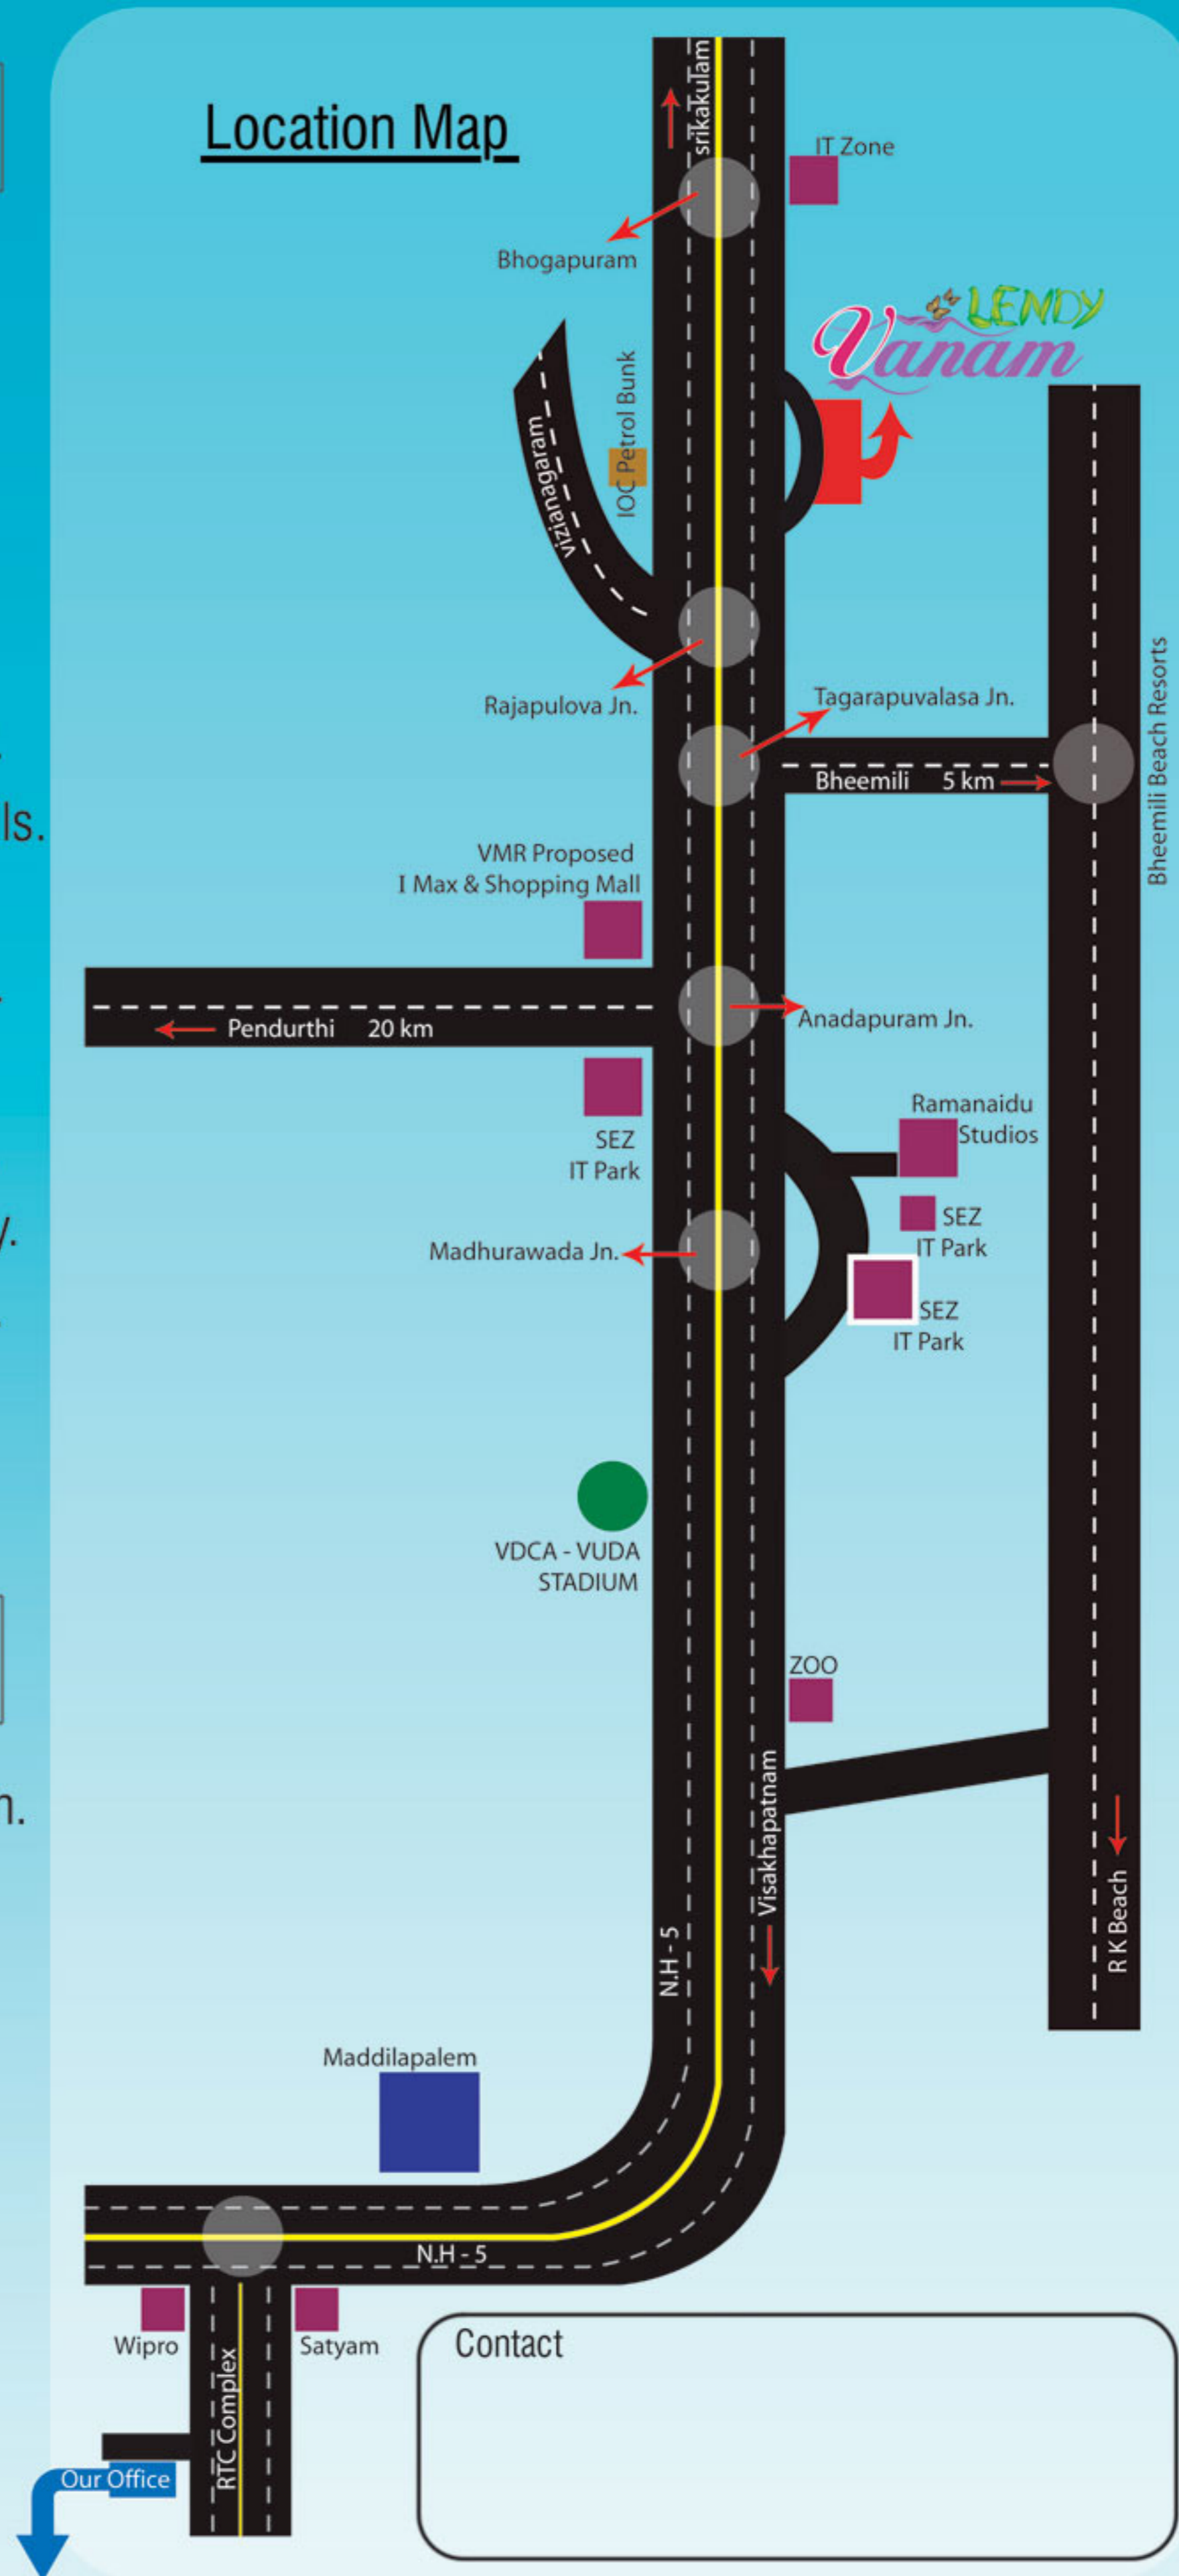 Location Map
srikakulam
IT Zone
Bhogapuram
LENDY
Vanam
IOC Petrol Bunk
vizianagaram
Rajapulova Jn.
Tagarapuvalasa Jn.
Bheemili 5 km
Bheemili Beach Resorts
ls.
VMR Proposed
I Max & Shopping Mall
Pendurthi 20 km
Anadapuram Jn.
SEZ
IT Park
Ramanaidu
Studios
SEZ
IT Park
Madhurawada Jn.
SEZ
IT Park
y.
VDCA - VUDA
STADIUM
ZOO
Visakhapatnam
N.H - 5
R K Beach
n.
Maddilapalem
N.H - 5
Wipro
Satyam
RTC Complex
Our Office
Contact